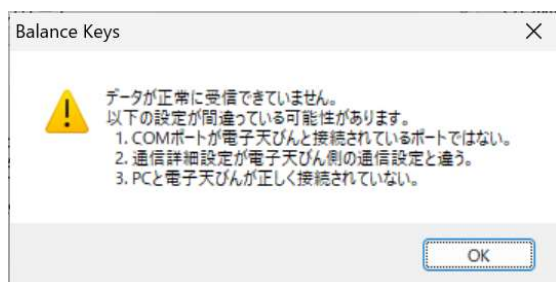 Balance Keys
データが正常に受信できていません。
以下の設定が間違っている可能性があります。
1. COMポートが電子天びんと接続されているポートではない。
2. 通信詳細設定が電子天びん側の通信設定と違う。
3. PCと電子天びんが正しく接続されていない。
OK